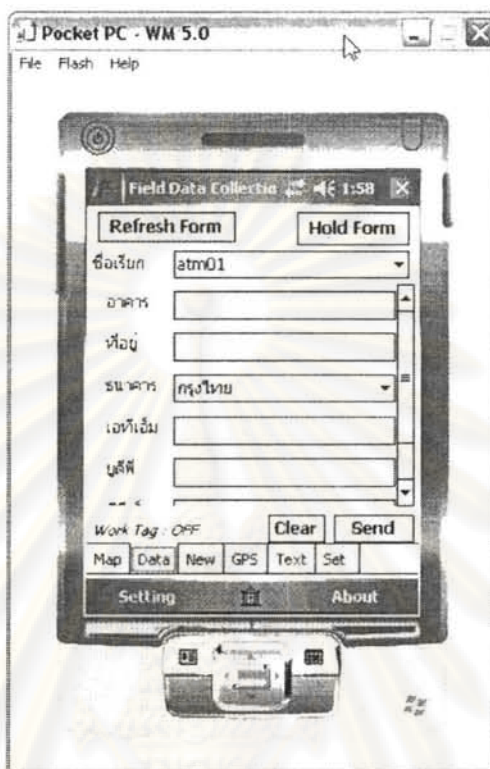 Pocket PC - WM 5.0
File Flash Help
Field Data Collectio 1:58
Refresh Form Hold Form
ชื่อเรียก atm01
อาคาร
ที่อยู่
ธนาคาร กรุงไทย
เอทีเอ็ม
ยูสีพี
Work Tag : OFF Clear Send
Map Data New GPS Text Set
Setting About